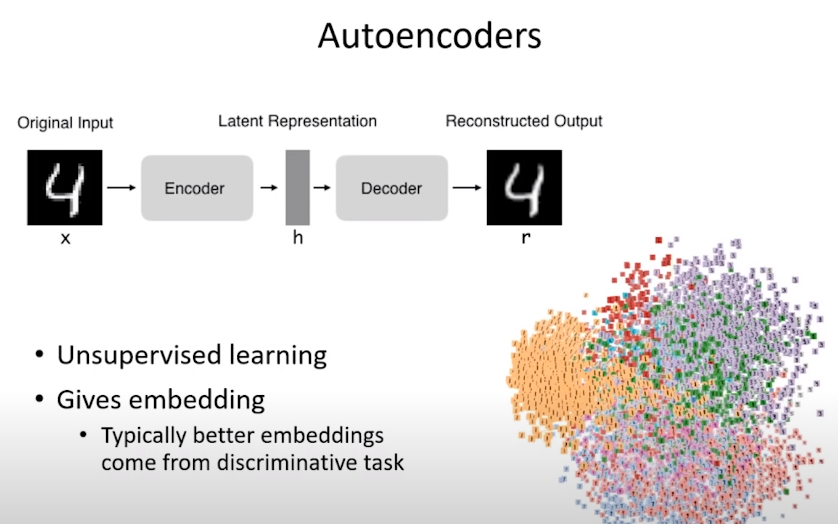 Autoencoders
Original Input
Latent Representation
Reconstructed Output
Encoder
Decoder
x
h
r
• Unsupervised learning
• Gives embedding
• Typically better embeddings
come from discriminative task